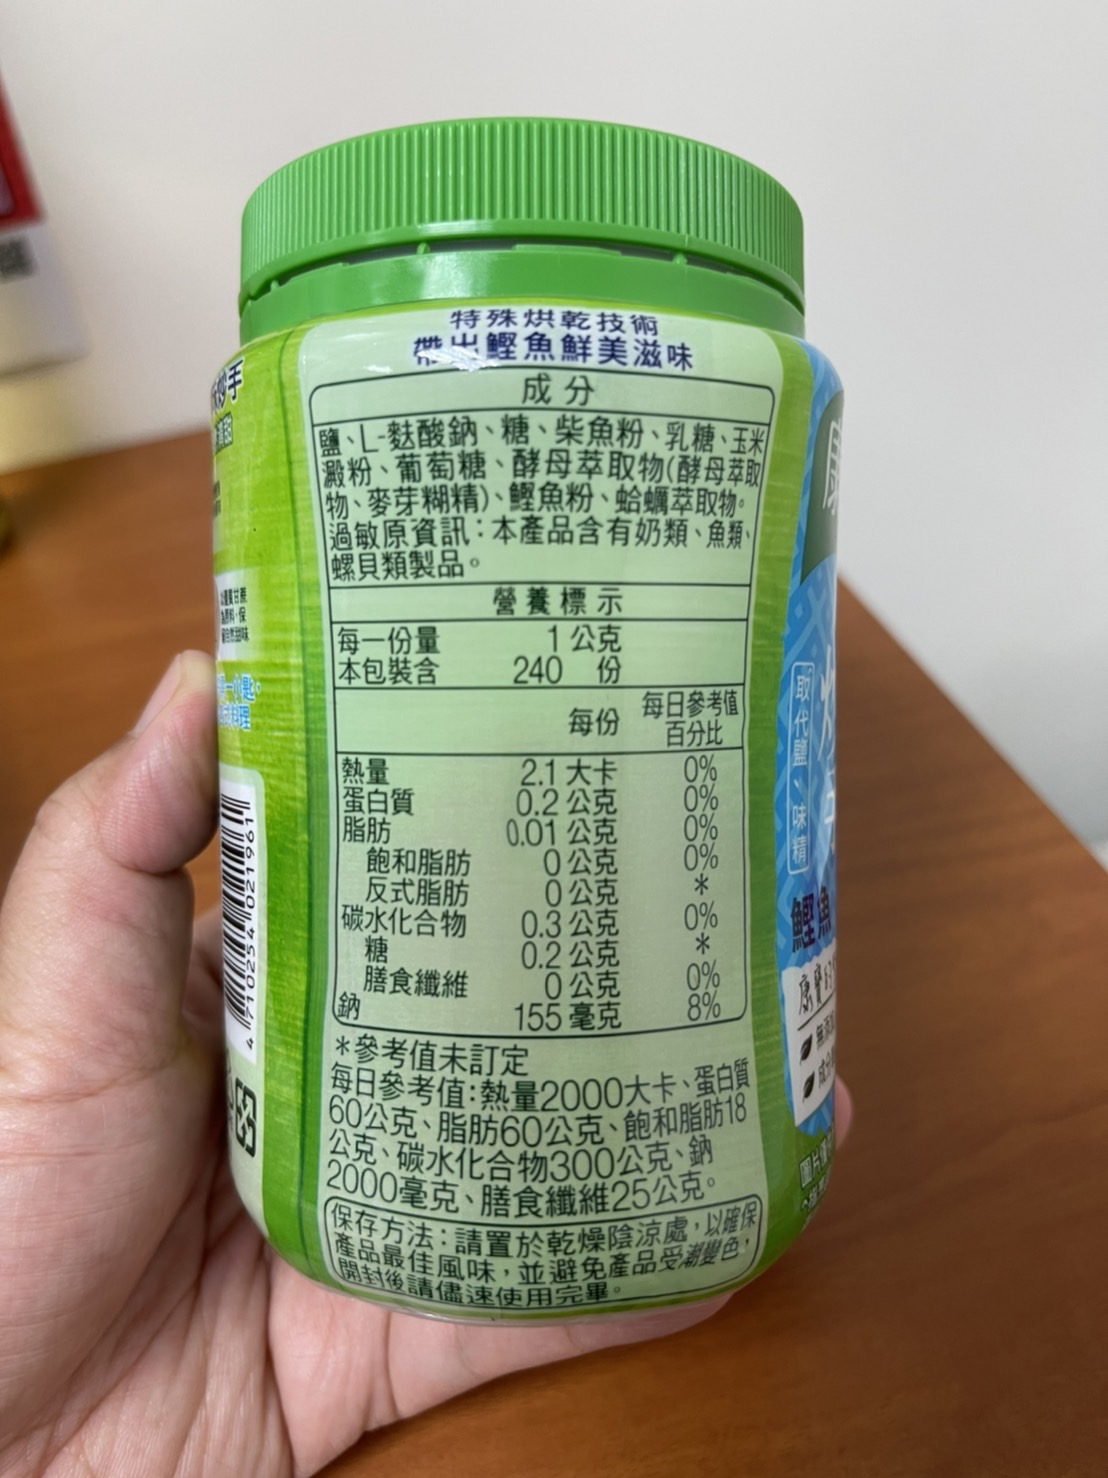 特殊烘乾技術
帶出鰹魚鮮美滋味
成分
鹽、L-麩酸鈉、糖、柴魚粉、乳糖、玉米
澱粉、葡萄糖、酵母萃取物(酵母萃取
物、麥芽糊精)、鰹魚粉、蛤蠣萃取物。
過敏原資訊：本產品含有奶類、魚類、
螺貝類製品。
營養標示
每一份量 1 公克
本包裝含 240 份
每份 每日參考值
百分比
熱量 2.1 大卡 0%
蛋白質 0.2 公克 0%
脂肪 0.01 公克 0%
飽和脂肪 0 公克 0%
反式脂肪 0 公克 *
碳水化合物 0.3 公克 0%
糖 0.2 公克 *
膳食纖維 0 公克 0%
鈉 155 毫克 8%
*參考值未訂定
每日參考值：熱量2000大卡、蛋白質
60公克、脂肪60公克、飽和脂肪18
公克、碳水化合物300公克、鈉
2000毫克、膳食纖維25公克。
保存方法：請置於乾燥陰涼處，以確保
產品最佳風味，並避免產品受潮變色，
開封後請儘速使用完畢。
妙手
清甜
一小匙，
料理
4 710254 021961
取代鹽、味精
鰹魚
康寶